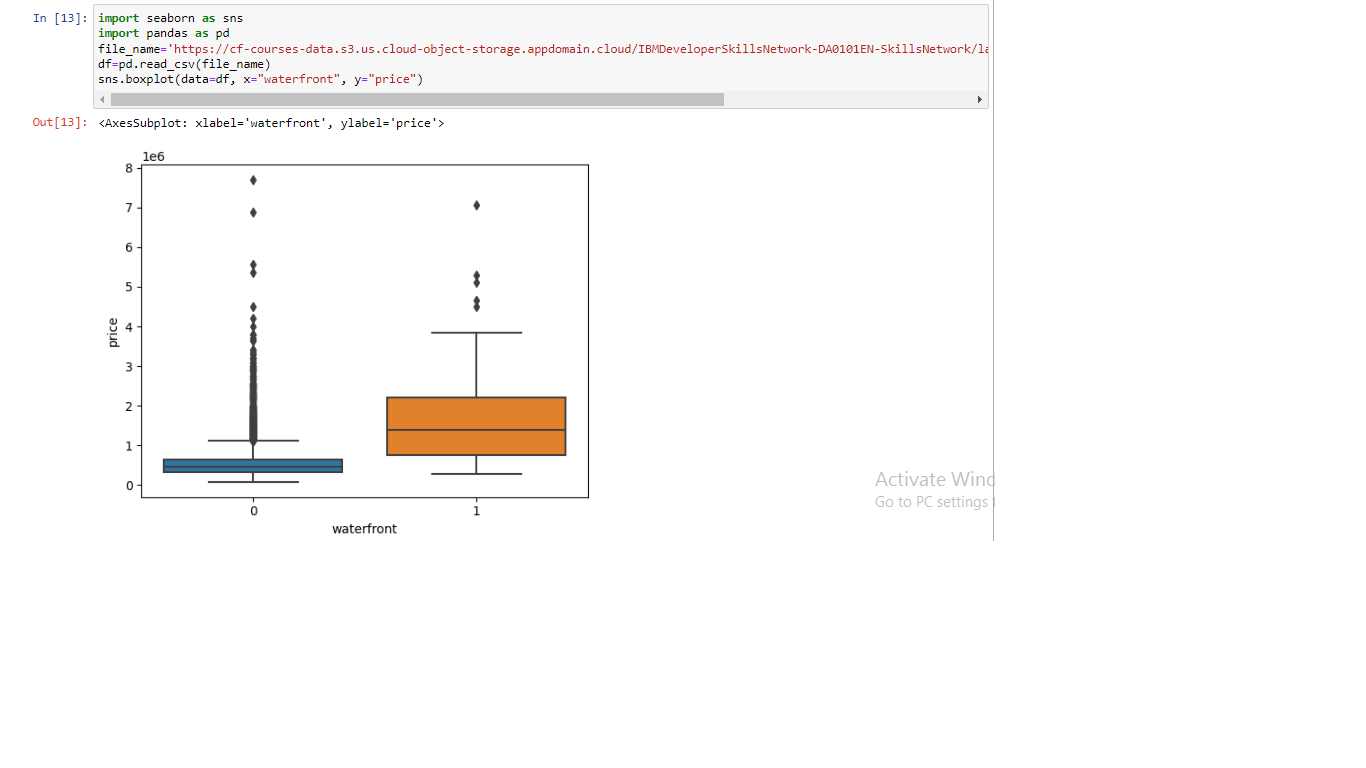 In [13]: import seaborn as sns
import pandas as pd
file_name='https://cf-courses-data.s3.us.cloud-object-storage.appdomain.cloud/IBMDeveloperSkillsNetwork-DA0101EN-SkillsNetwork/la
df=pd.read_csv(file_name)
sns.boxplot(data=df, x="waterfront", y="price")
Out[13]: <AxesSubplot: xlabel='waterfront', ylabel='price'>
1e6
8
7
6
5
4
3
2
1
0
price
0 1
waterfront
Activate Wind
Go to PC settings t